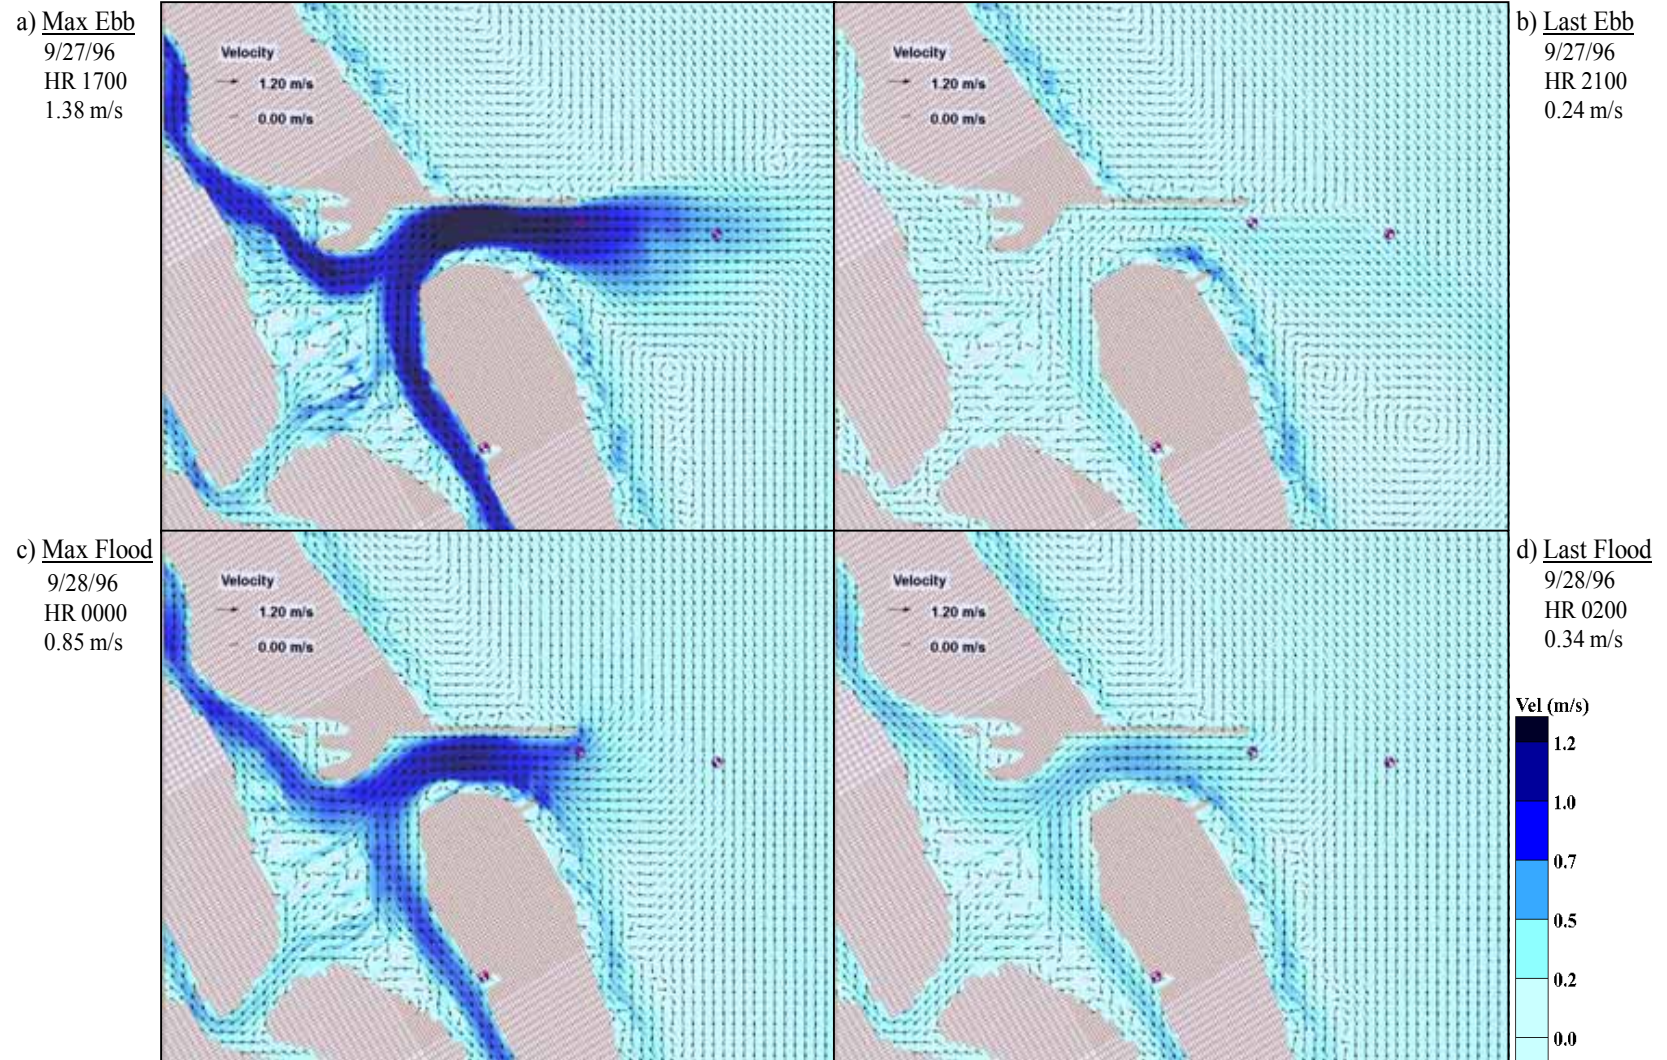 a) Max Ebb
9/27/96
HR 1700
1.38 m/s
Velocity
1.20 m/s
0.00 m/s
Velocity
1.20 m/s
0.00 m/s
b) Last Ebb
9/27/96
HR 2100
0.24 m/s
c) Max Flood
9/28/96
HR 0000
0.85 m/s
Velocity
1.20 m/s
0.00 m/s
Velocity
1.20 m/s
0.00 m/s
d) Last Flood
9/28/96
HR 0200
0.34 m/s
Vel (m/s)
1.2
1.0
0.7
0.5
0.2
0.0